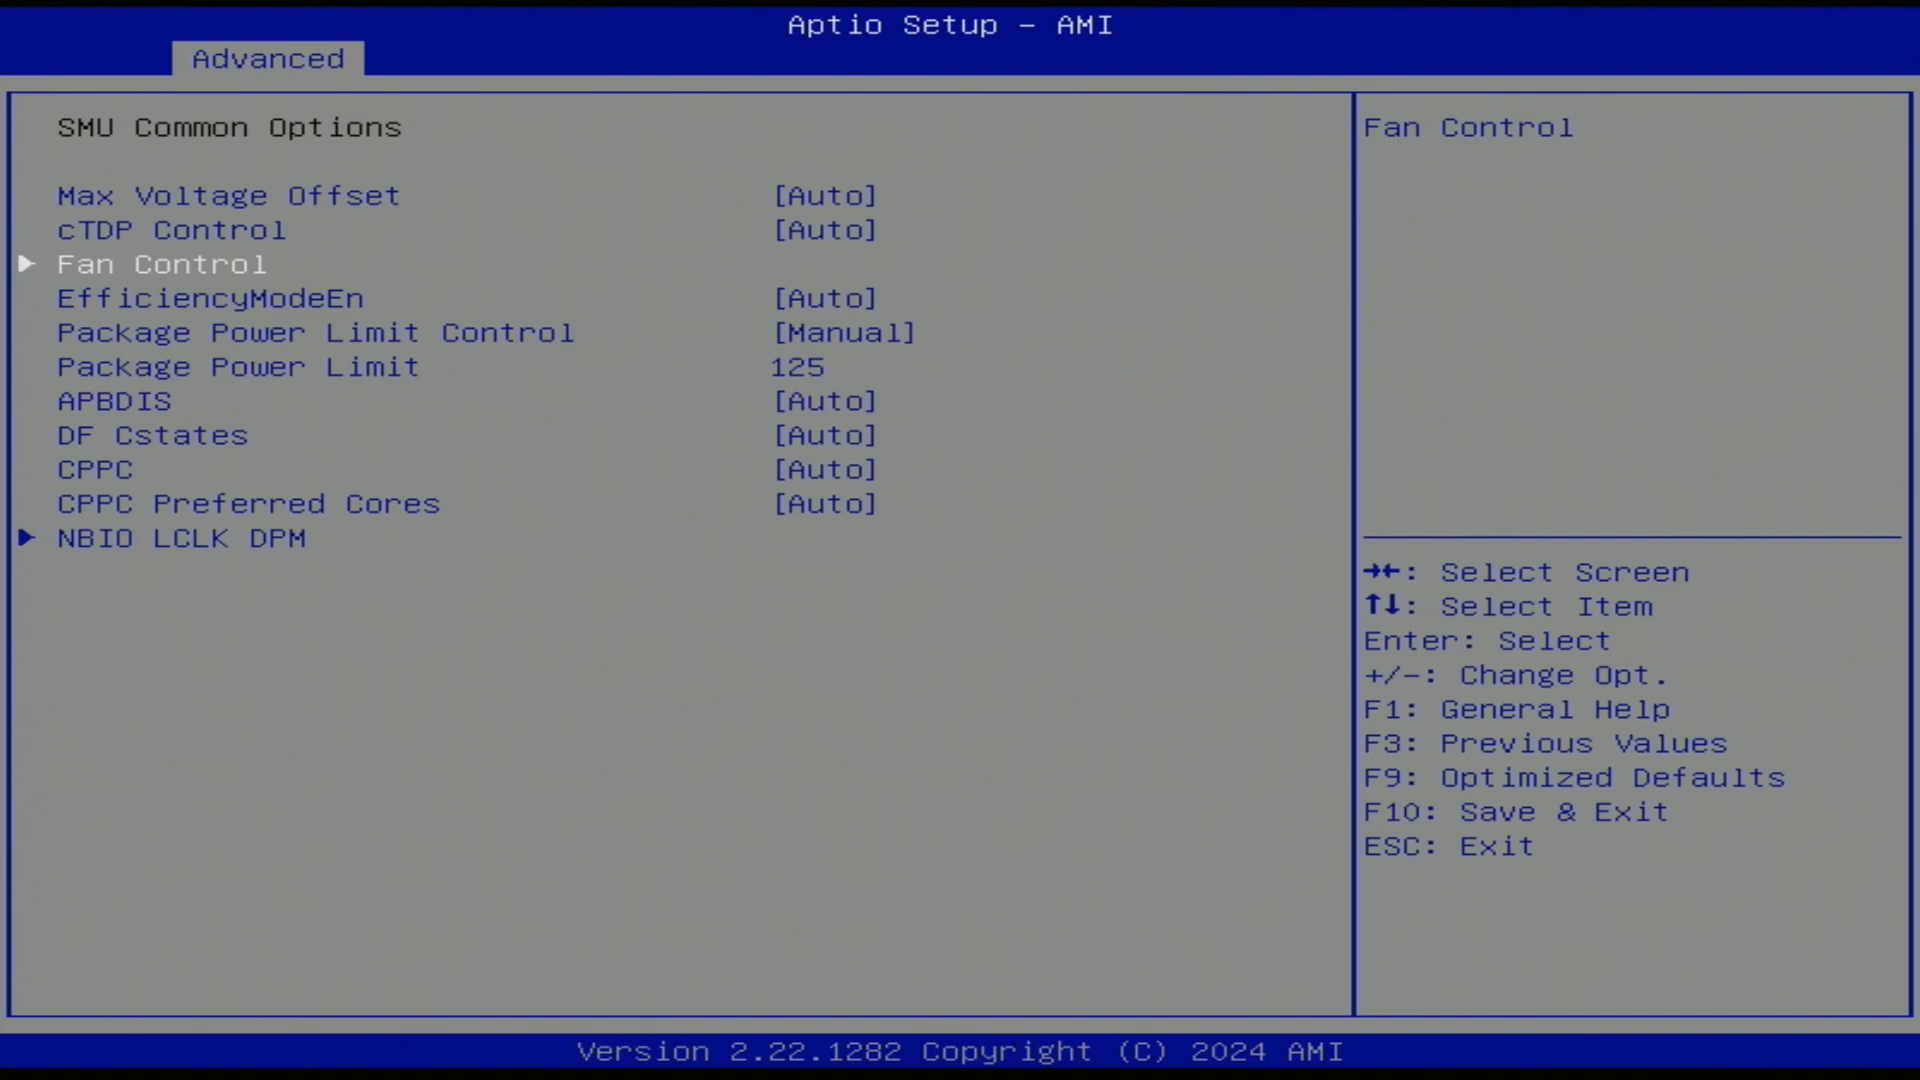 Aptio Setup – AMI
Advanced
SMU Common Options
Fan Control
Max Voltage Offset [Auto]
cTDP Control [Auto]
Fan Control
EfficiencyModeEn [Auto]
Package Power Limit Control [Manual]
Package Power Limit 125
APBDIS [Auto]
DF Cstates [Auto]
CPPC [Auto]
CPPC Preferred Cores [Auto]
NBIO LCLK DPM
→←: Select Screen
↑↓: Select Item
Enter: Select
+/-: Change Opt.
F1: General Help
F3: Previous Values
F9: Optimized Defaults
F10: Save & Exit
ESC: Exit
Version 2.22.1282 Copyright (C) 2024 AMI